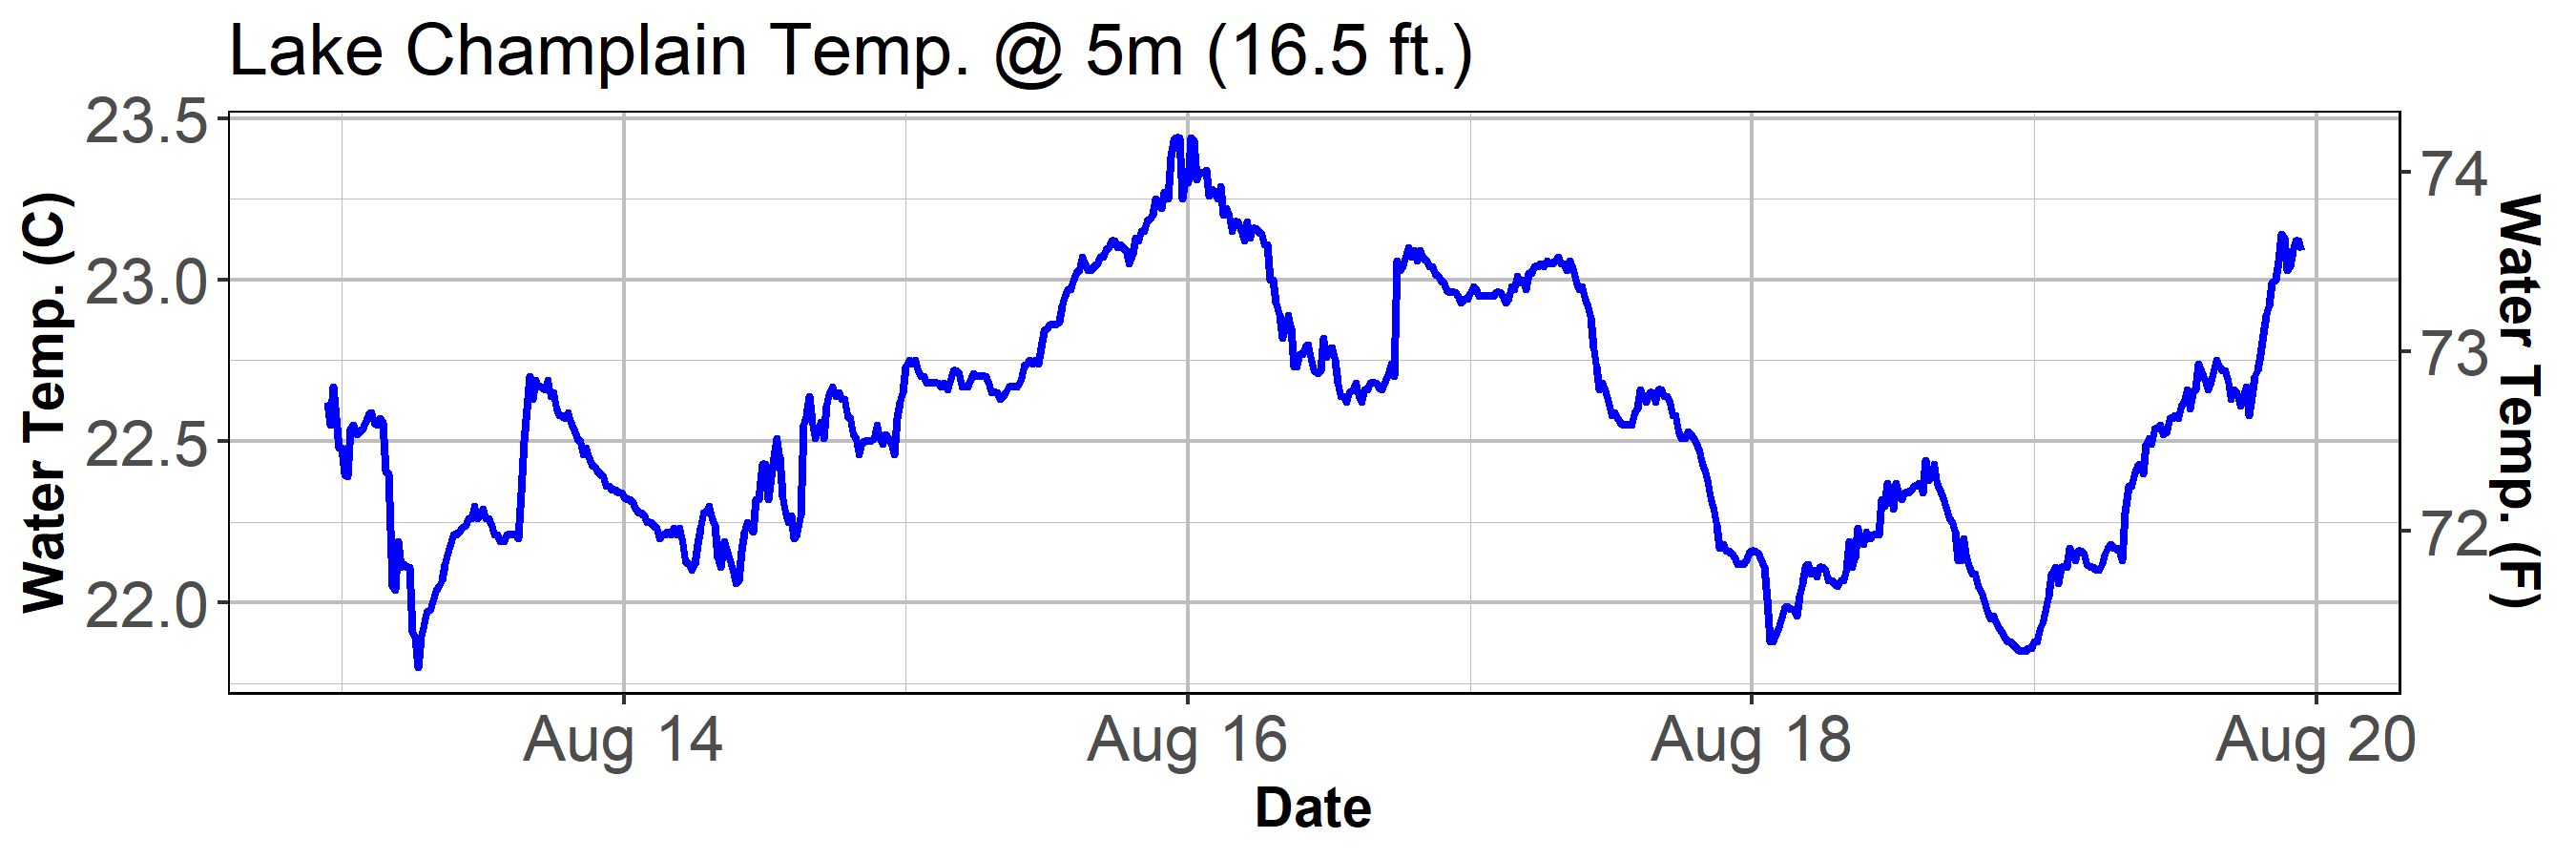 Lake Champlain Temp. @ 5m (16.5 ft.)
Water Temp. (C)
23.5
23.0
22.5
22.0
74
73
72
Water Temp. (F)
Aug 14 Aug 16 Aug 18 Aug 20
Date